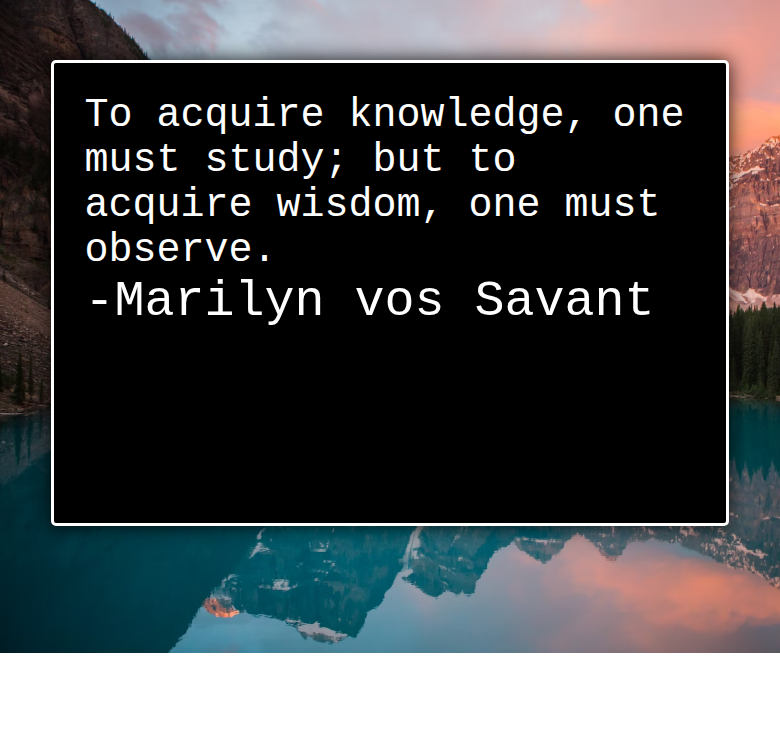 To acquire knowledge, one
must study; but to
acquire wisdom, one must
observe.
-Marilyn vos Savant